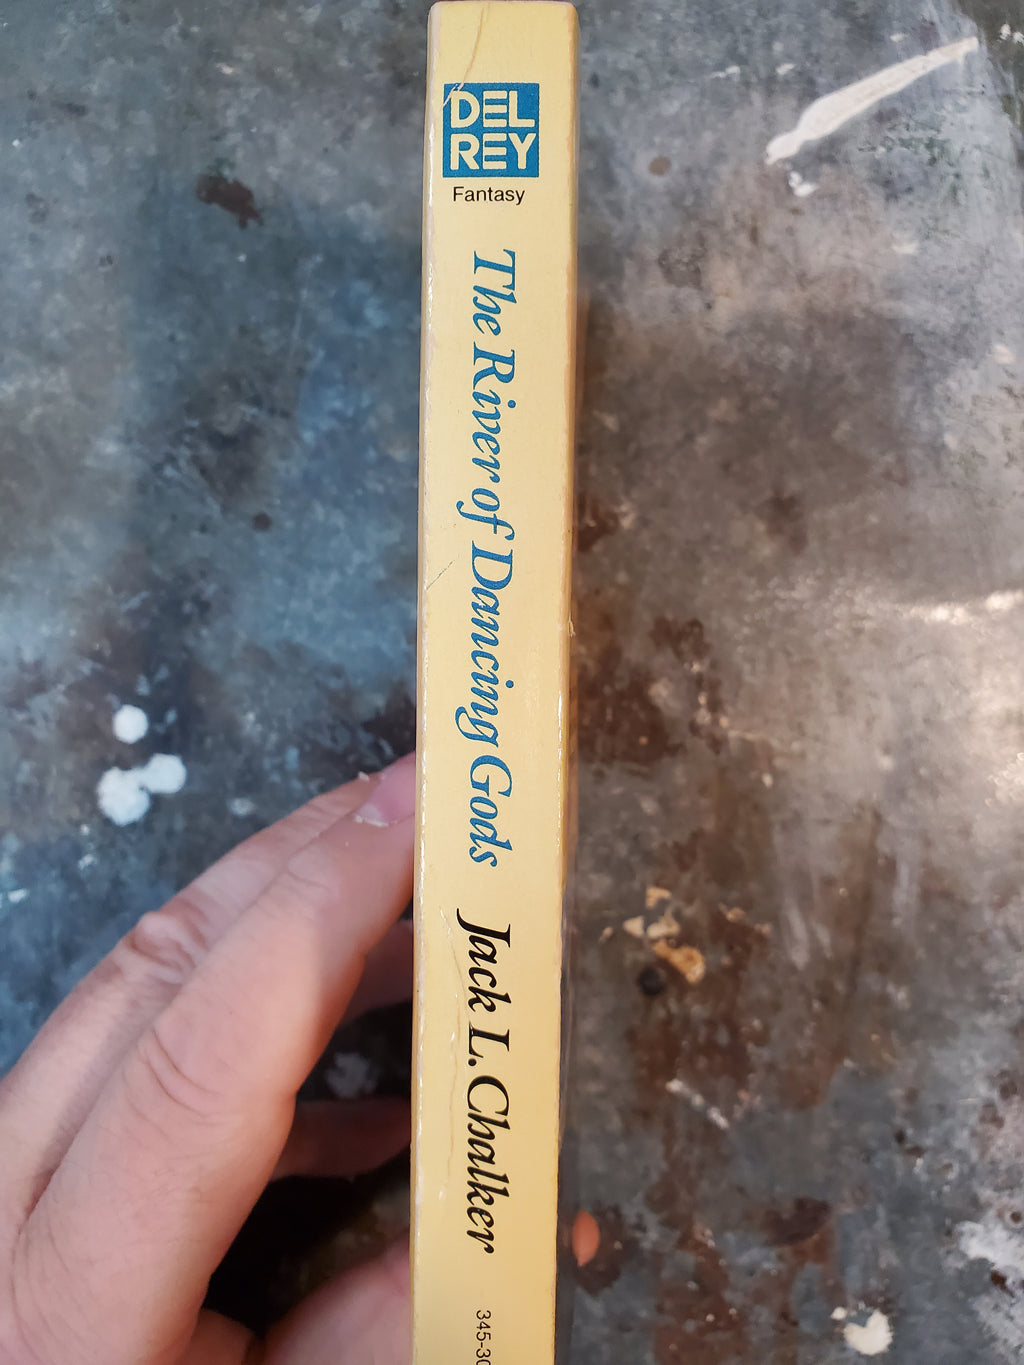 DEL
REY
Fantasy
The River of Dancing Gods
Jack L. Chalker
345-30